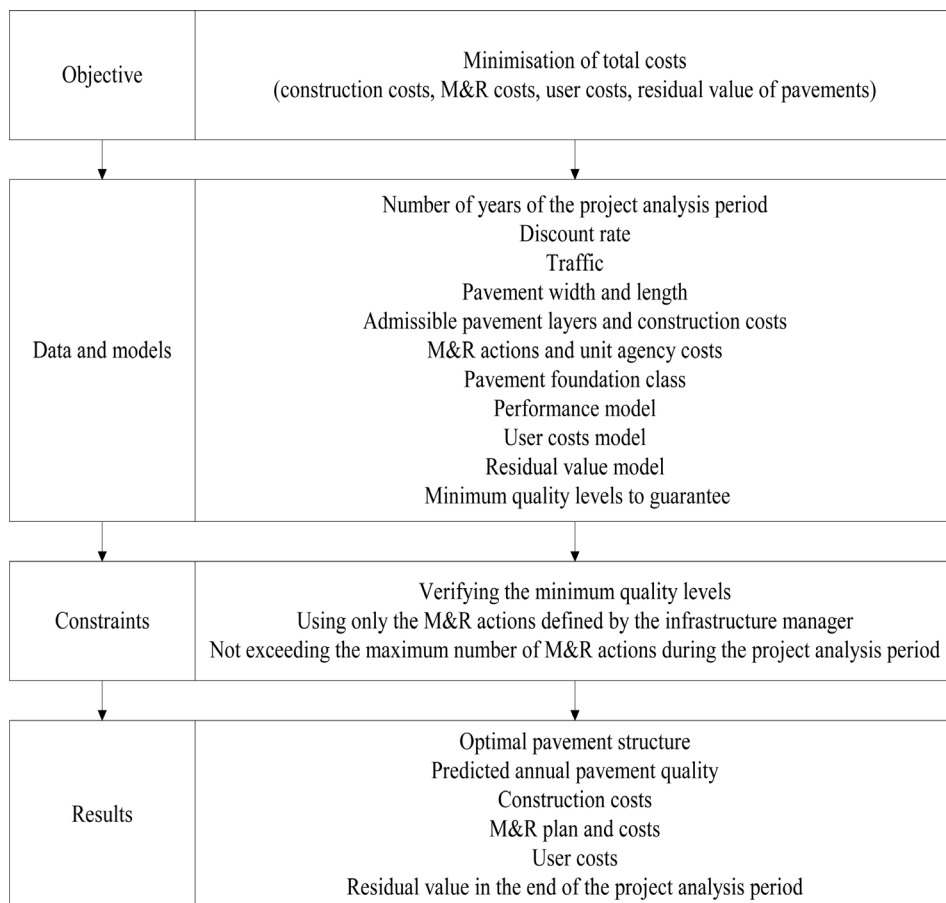 Objective
Minimisation of total costs
(construction costs, M&R costs, user costs, residual value of pavements)
Data and models
Number of years of the project analysis period
Discount rate
Traffic
Pavement width and length
Admissible pavement layers and construction costs
M&R actions and unit agency costs
Pavement foundation class
Performance model
User costs model
Residual value model
Minimum quality levels to guarantee
Constraints
Verifying the minimum quality levels
Using only the M&R actions defined by the infrastructure manager
Not exceeding the maximum number of M&R actions during the project analysis period
Results
Optimal pavement structure
Predicted annual pavement quality
Construction costs
M&R plan and costs
User costs
Residual value in the end of the project analysis period